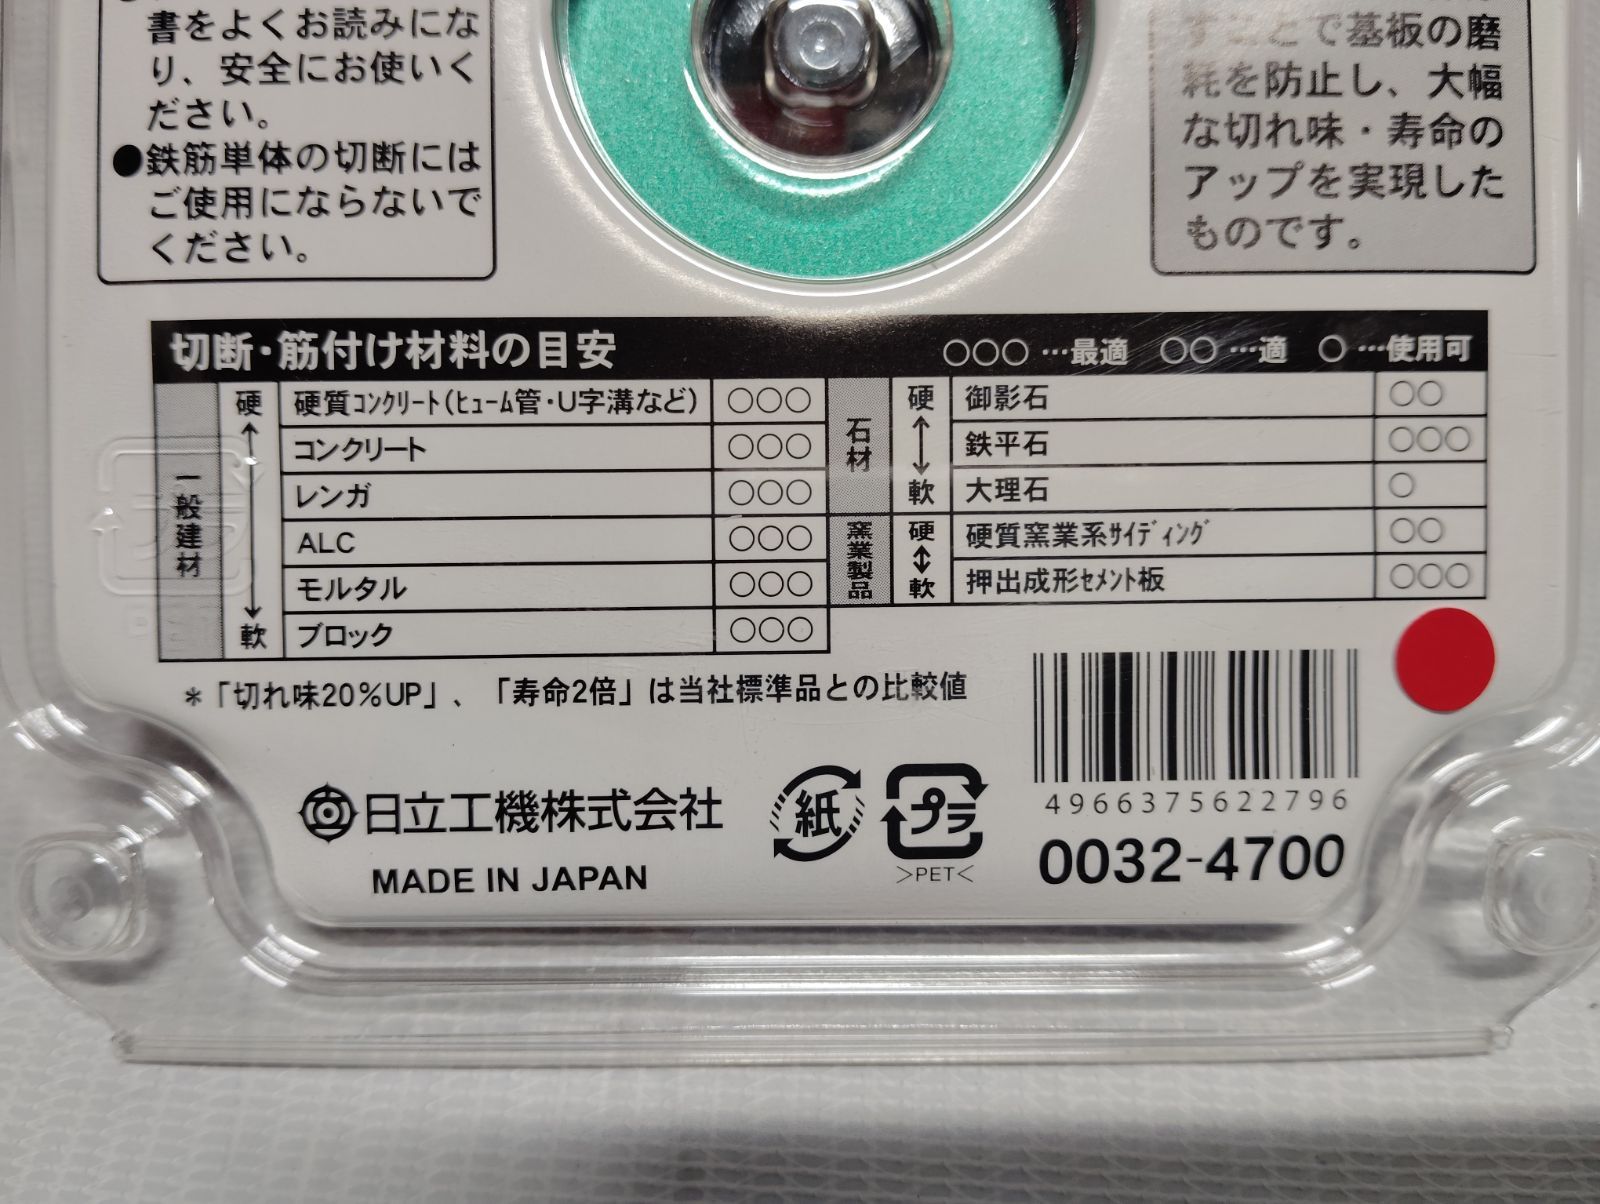 書をよくお読みにな
り、安全にお使いく
ださい。
●鉄筋単体の切断には
ご使用にならないで
ください。
すことで基板の磨
耗を防止し、大幅
な切れ味・寿命の
アップを実現した
ものです。
切断・筋付け材料の目安 ○○○…最適 ○○…適 ○…使用可
一般建材 硬 ↕ 軟
硬質コンクリート(ヒューム管・U字溝など) ○○○
コンクリート ○○○
レンガ ○○○
ALC ○○○
モルタル ○○○
ブロック ○○○
石材 硬 ↕ 軟
御影石 ○○
鉄平石 ○○○
大理石 ○
窯業製品 硬 ↕ 軟
硬質窯業系サイディング ○○
押出成形セメント板 ○○○
*「切れ味20%UP」、「寿命2倍」は当社標準品との比較値
日立工機株式会社
MADE IN JAPAN
紙
プラ
>PET<
4966375622796
0032-4700